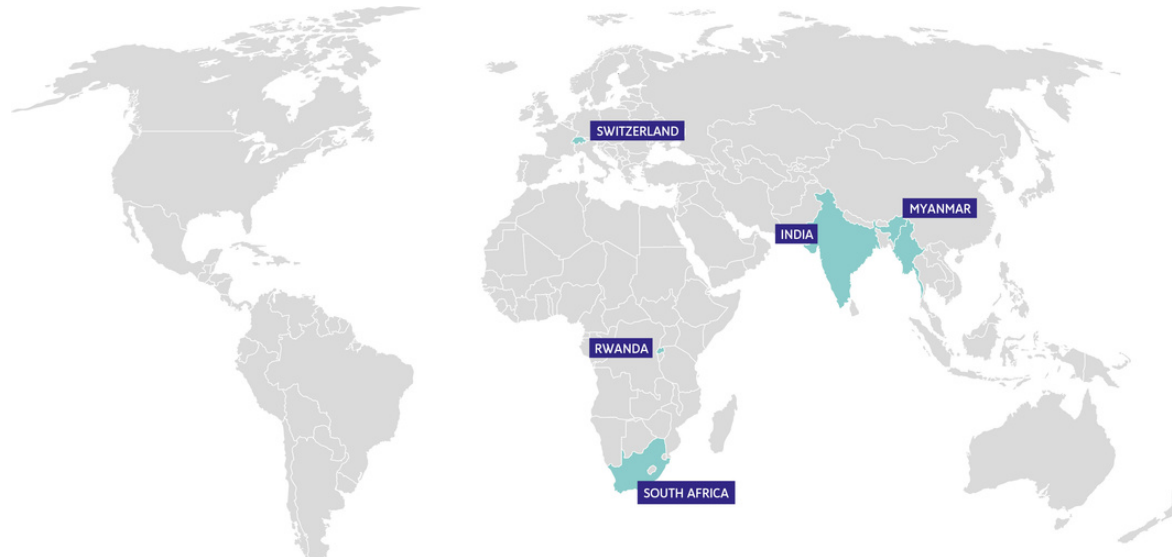 SWITZERLAND
MYANMAR
INDIA
RWANDA
SOUTH AFRICA